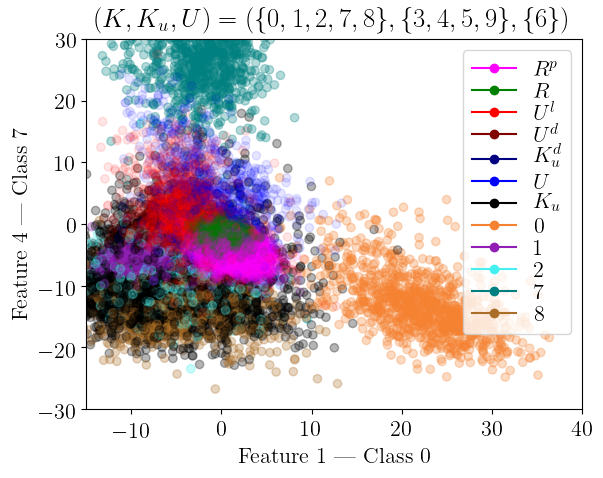 (K, K_u, U) = ({0, 1, 2, 7, 8}, {3, 4, 5, 9}, {6})
30
20
10
0
−10
−20
−30
Feature 4 — Class 7
−10
0
10
20
30
40
Feature 1 — Class 0
R^p
R
U^l
U^d
K_u^d
U
K_u
0
1
2
7
8